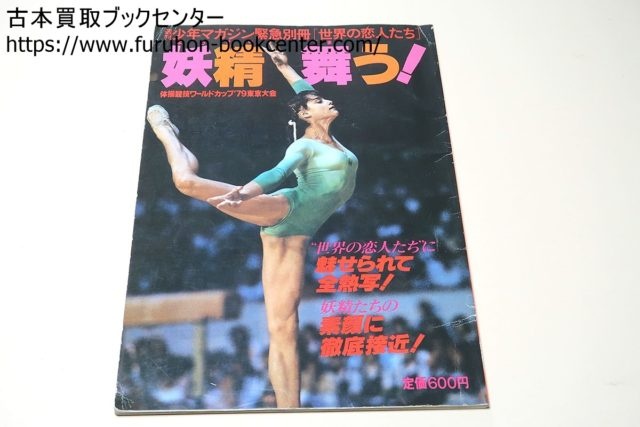 古本買取ブックセンター
https://www.furuhon-bookcenter.com/
少年マガジン緊急別冊 世界の恋人たち
妖精舞う!
体操競技ワールドカップ'79東京大会
"世界の恋人たち"に
魅せられて
全熱写!
妖精たちの
素顔に
徹底接近!
定価600円